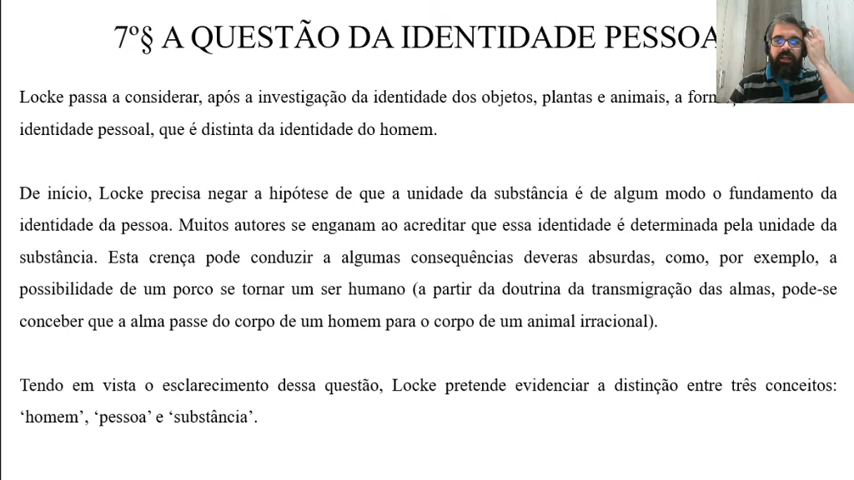 7º§ A QUESTÃO DA IDENTIDADE
Locke passa a considerar, após a investigação da identidade dos objetos, plantas e animais, a
identidade pessoal, que é distinta da identidade do homem.
De início, Locke precisa negar a hipótese de que a unidade da substância é de algum modo o fundamento da
identidade da pessoa. Muitos autores se enganam ao acreditar que essa identidade é determinada pela unidade da
substância. Esta crença pode conduzir a algumas consequências deveras absurdas, como, por exemplo, a
possibilidade de um porco se tornar um ser humano (a partir da doutrina da transmigração das almas, pode-se
conceber que a alma passe do corpo de um homem para o corpo de um animal irracional).
Tendo em vista o esclarecimento dessa questão, Locke pretende evidenciar a distinção entre três conceitos:
‘homem’, ‘pessoa’ e ‘substância’.